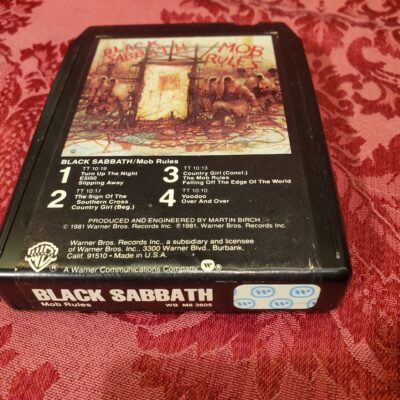 BLACK SABBATH MOB RULES
BLACK SABBATH/Mob Rules
1 TT 10:19
Turn Up The Night
E5150
Slipping Away
2 TT 10:11
The Sign Of The
Southern Cross
Country Girl (Beg.)
3 TT 10:13
Country Girl (Concl.)
The Mob Rules
Falling Off The Edge Of The World
4 TT 10:10
Voodoo
Over And Over
PRODUCED AND ENGINEERED BY MARTIN BIRCH
© 1981 Warner Bros. Records Inc. ℗ 1981, Warner Bros. Records Inc.
Warner Bros. Records Inc., a subsidiary and licensee
of Warner Bros. Inc., 3300 Warner Blvd., Burbank,
Calif. 91510 • Made in U.S.A.
A Warner Communications Company
BLACK SABBATH
Mob Rules
WB M8 3605